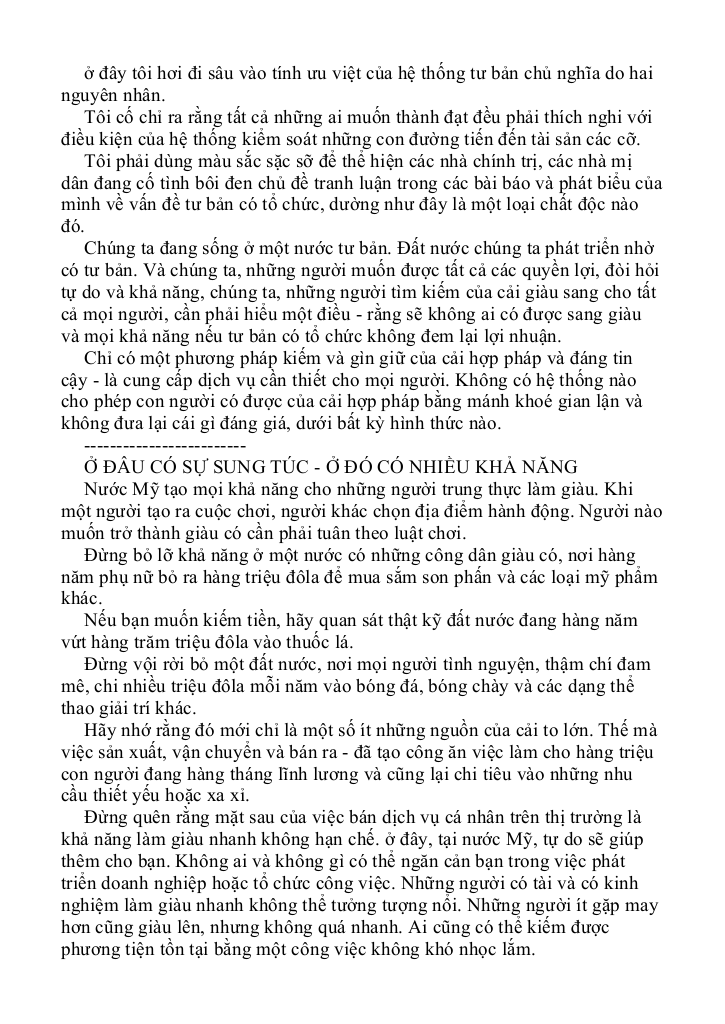 ở đây tôi hơi đi sâu vào tính ưu việt của hệ thống tư bản chủ nghĩa do hai
nguyên nhân.
Tôi cố chỉ ra rằng tất cả những ai muốn thành đạt đều phải thích nghi với
điều kiện của hệ thống kiểm soát những con đường tiến đến tài sản các cỡ.
Tôi phải dùng màu sắc sặc sỡ để thể hiện các nhà chính trị, các nhà mị
dân đang cố tình bôi đen chủ đề tranh luận trong các bài báo và phát biểu của
mình về vấn đề tư bản có tổ chức, dường như đây là một loại chất độc nào
đó.
Chúng ta đang sống ở một nước tư bản. Đất nước chúng ta phát triển nhờ
có tư bản. Và chúng ta, những người muốn được tất cả các quyền lợi, đòi hỏi
tự do và khả năng, chúng ta, những người tìm kiếm của cải giàu sang cho tất
cả mọi người, cần phải hiểu một điều - rằng sẽ không ai có được sang giàu
và mọi khả năng nếu tư bản có tổ chức không đem lại lợi nhuận.
Chỉ có một phương pháp kiếm và gìn giữ của cải hợp pháp và đáng tin
cậy - là cung cấp dịch vụ cần thiết cho mọi người. Không có hệ thống nào
cho phép con người có được của cải hợp pháp bằng mánh khoé gian lận và
không đưa lại cái gì đáng giá, dưới bất kỳ hình thức nào.
-------------------------
Ở ĐÂU CÓ SỰ SUNG TÚC - Ở ĐÓ CÓ NHIỀU KHẢ NĂNG
Nước Mỹ tạo mọi khả năng cho những người trung thực làm giàu. Khi
một người tạo ra cuộc chơi, người khác chọn địa điểm hành động. Người nào
muốn trở thành giàu có cần phải tuân theo luật chơi.
Đừng bỏ lỡ khả năng ở một nước có những công dân giàu có, nơi hàng
năm phụ nữ bỏ ra hàng triệu đôla để mua sắm son phấn và các loại mỹ phẩm
khác.
Nếu bạn muốn kiếm tiền, hãy quan sát thật kỹ đất nước đang hàng năm
vứt hàng trăm triệu đôla vào thuốc lá.
Đừng vội rời bỏ một đất nước, nơi mọi người tình nguyện, thậm chí đam
mê, chi nhiều triệu đôla mỗi năm vào bóng đá, bóng chày và các dạng thể
thao giải trí khác.
Hãy nhớ rằng đó mới chỉ là một số ít những nguồn của cải to lớn. Thế mà
việc sản xuất, vận chuyển và bán ra - đã tạo công ăn việc làm cho hàng triệu
con người đang hàng tháng lĩnh lương và cũng lại chi tiêu vào những nhu
cầu thiết yếu hoặc xa xỉ.
Đừng quên rằng mặt sau của việc bán dịch vụ cá nhân trên thị trường là
khả năng làm giàu nhanh không hạn chế. ở đây, tại nước Mỹ, tự do sẽ giúp
thêm cho bạn. Không ai và không gì có thể ngăn cản bạn trong việc phát
triển doanh nghiệp hoặc tổ chức công việc. Những người có tài và có kinh
nghiệm làm giàu nhanh không thể tưởng tượng nổi. Những người ít gặp may
hơn cũng giàu lên, nhưng không quá nhanh. Ai cũng có thể kiếm được
phương tiện tồn tại bằng một công việc không khó nhọc lắm.